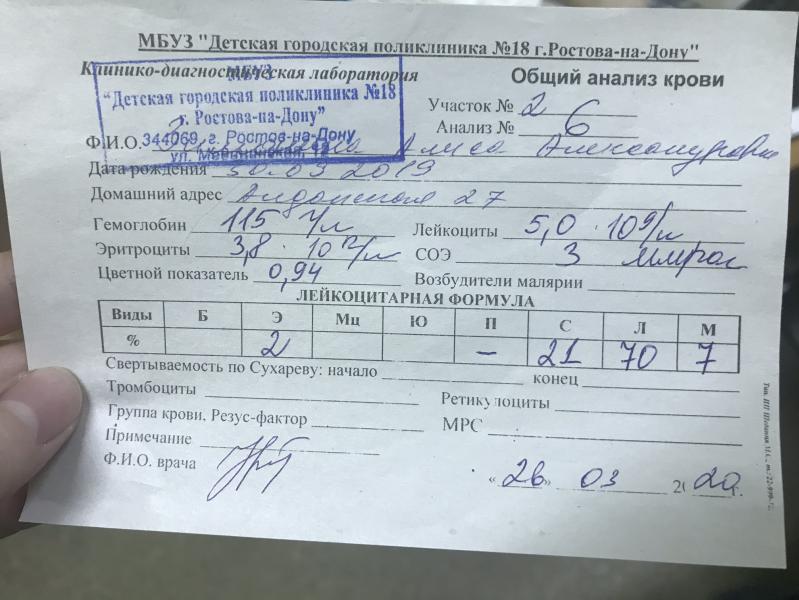 МБУЗ "Детская городская поликлиника №18 г.Ростова-на-Дону"
Клинико-диагностическая лаборатория
Общий анализ крови
МБУЗ
"Детская городская поликлиника №18
г. Ростова-на-Дону"
344069, г. Ростов-на-Дону
ул.
Участок № 2
Анализ № 6
Ф.И.О. Алиса Александровна
Дата рождения 30.03 2019
Домашний адрес 27
Гемоглобин 115 г/л Лейкоциты 5,0 · 10⁹/л
Эритроциты 3,8 · 10¹²/л СОЭ 3 мм/час
Цветной показатель 0,94 Возбудители малярии
ЛЕЙКОЦИТАРНАЯ ФОРМУЛА
Виды Б Э Мц Ю П С Л М
% 2 – 21 70 7
Свертываемость по Сухареву: начало конец
Тромбоциты Ретикулоциты
Группа крови, Резус-фактор МРС
Примечание
Ф.И.О. врача
«26» 03 2020г.